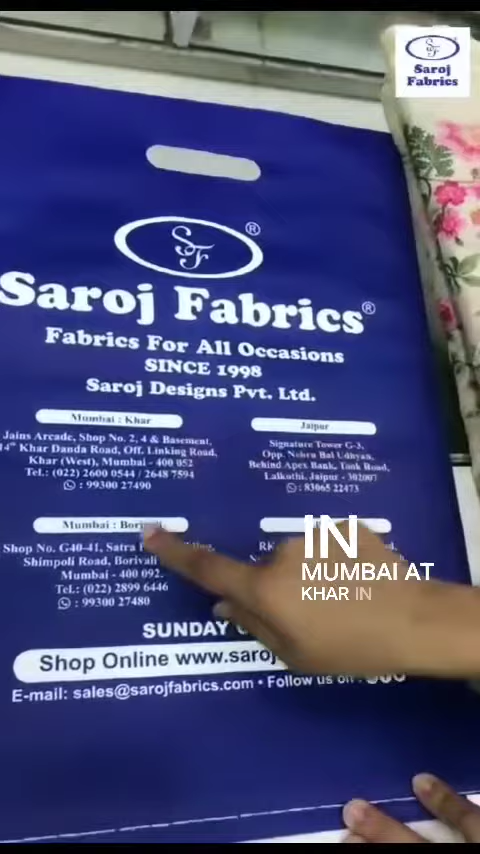 SF
Saroj
Fabrics
SF ®
Saroj Fabrics®
Fabrics For All Occasions
SINCE 1998
Saroj Designs Pvt. Ltd.
Mumbai : Khar
Jains Arcade, Shop No. 2, 4 & Basement,
14th Khar Danda Road, Off. Linking Road,
Khar (West), Mumbai - 400 052
Tel.: (022) 2600 0544 / 2648 7594
: 99300 27490
Jaipur
Signature Tower G-3,
Opp. Nehru Bal Udhyan,
Behind Apex Bank, Tonk Road,
Lalkothi, Jaipur - 302007
: 83065 22473
Mumbai : Borivali
Shop No. G40-41, Satra
Shimpoli Road, Borivali
Mumbai - 400 092.
Tel.: (022) 2899 6446
: 99300 27480
RK
IN
MUMBAI AT
KHAR IN
SUNDAY
Shop Online www.saroj
E-mail: sales@sarojfabrics.com • Follow us on :